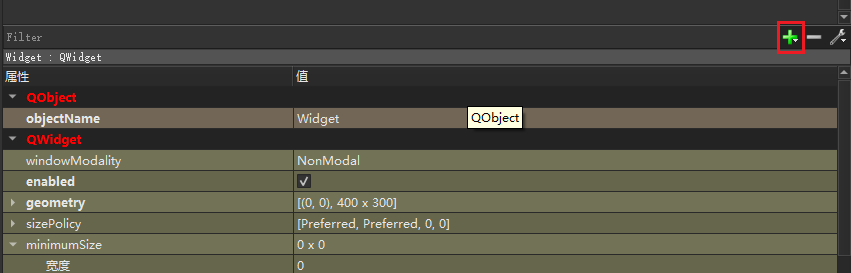 Filter
Widget : QWidget
属性 值
QObject
objectName Widget
QObject
QWidget
windowModality NonModal
enabled
geometry [(0, 0), 400 x 300]
sizePolicy [Preferred, Preferred, 0, 0]
minimumSize 0 x 0
宽度 0